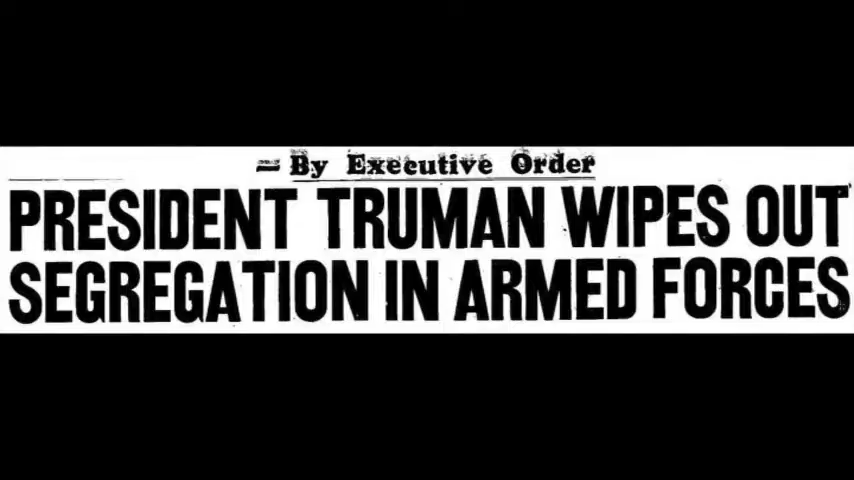 = By Executive Order
PRESIDENT TRUMAN WIPES OUT
SEGREGATION IN ARMED FORCES